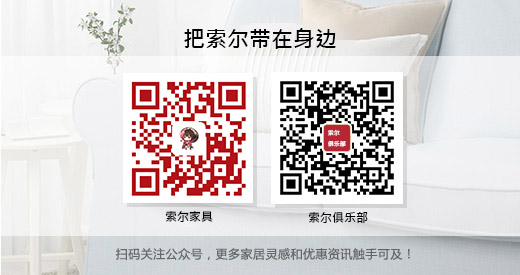 把索尔带在身边
索尔
俱乐部
索尔家具
索尔俱乐部
扫码关注公众号，更多家居灵感和优惠资讯触手可及！